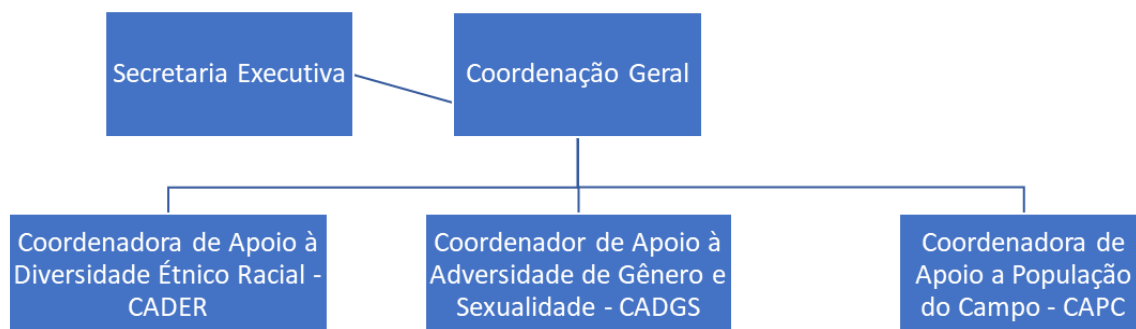 Secretaria Executiva
Coordenação Geral
Coordenadora de Apoio à
Diversidade Étnico Racial -
CADER
Coordenador de Apoio à
Adversidade de Gênero e
Sexualidade - CADGS
Coordenadora de
Apoio a População
do Campo - CAPC